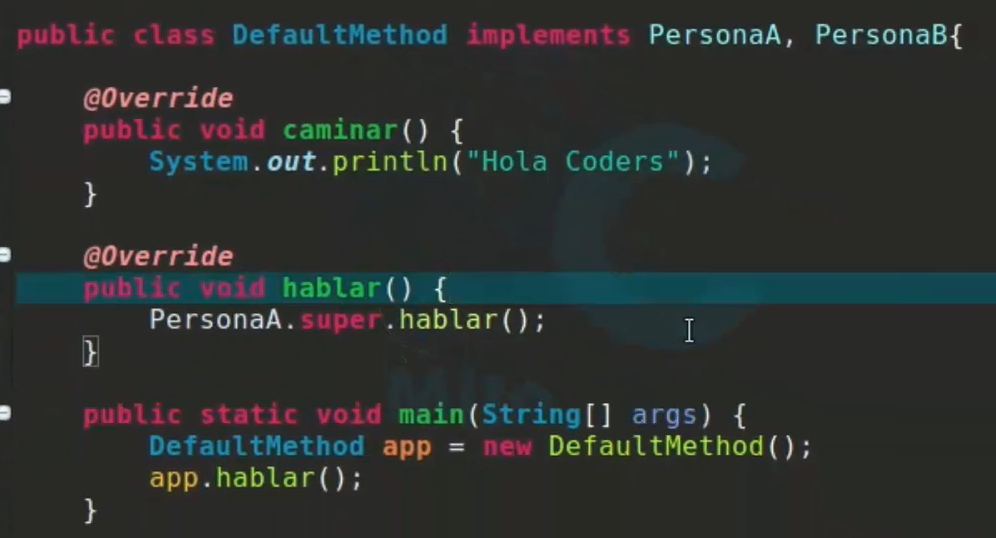 public class DefaultMethod implements PersonaA, PersonaB{
@Override
public void caminar() {
System.out.println("Hola Coders");
}
@Override
public void hablar() {
PersonaA.super.hablar();
}
public static void main(String[] args) {
DefaultMethod app = new DefaultMethod();
app.hablar();
}